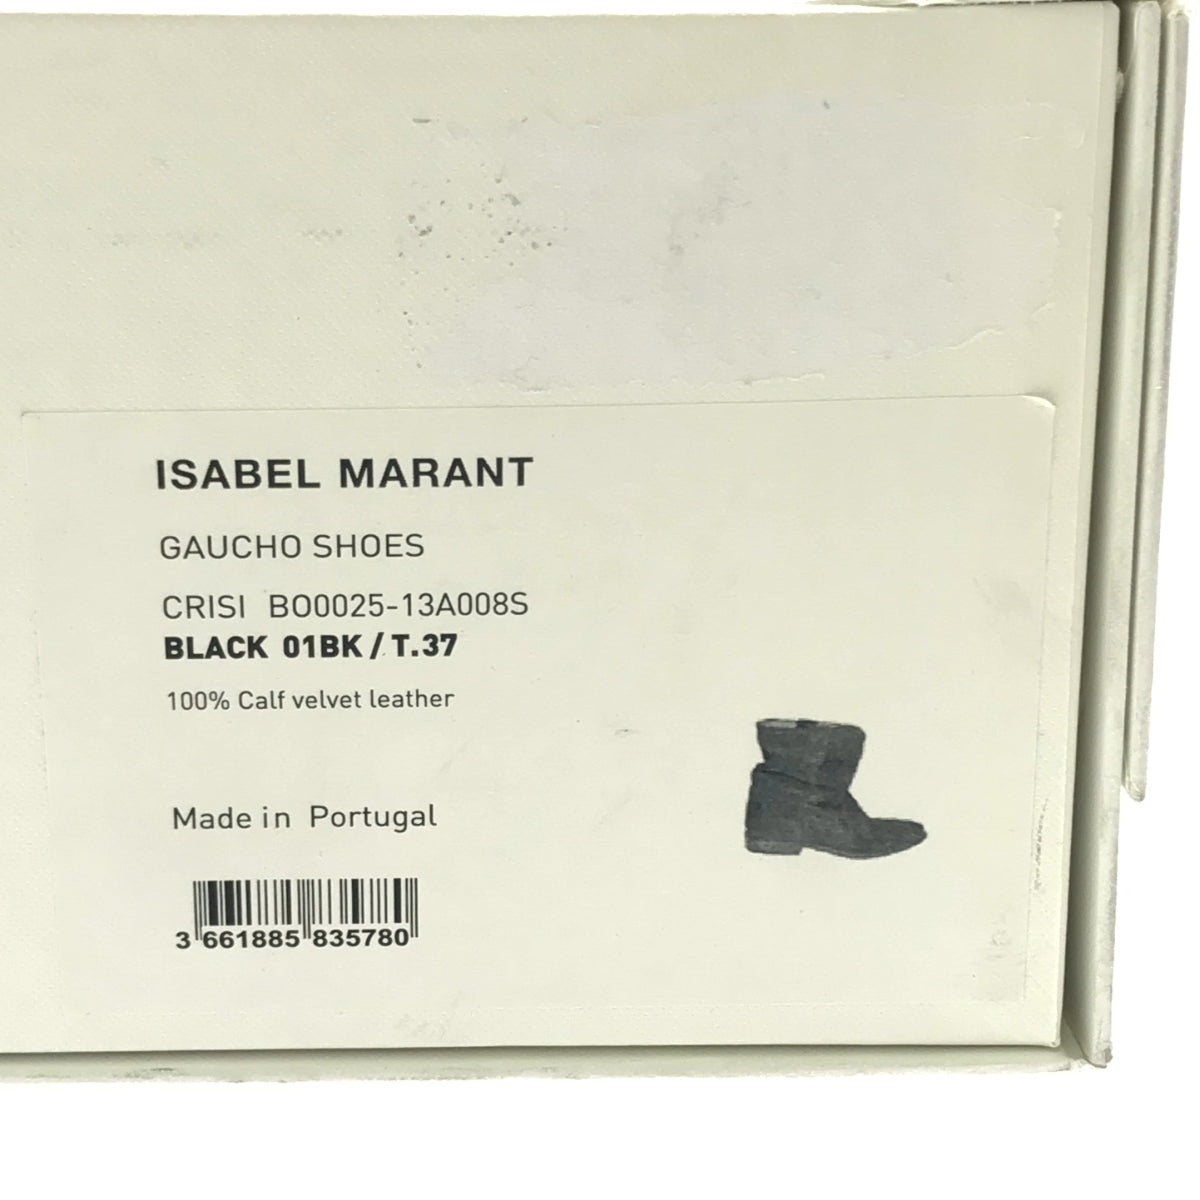 ISABEL MARANT
GAUCHO SHOES
CRISI BO0025-13A008S
BLACK 01BK / T.37
100% Calf velvet leather
Made in Portugal
3 661885 835780